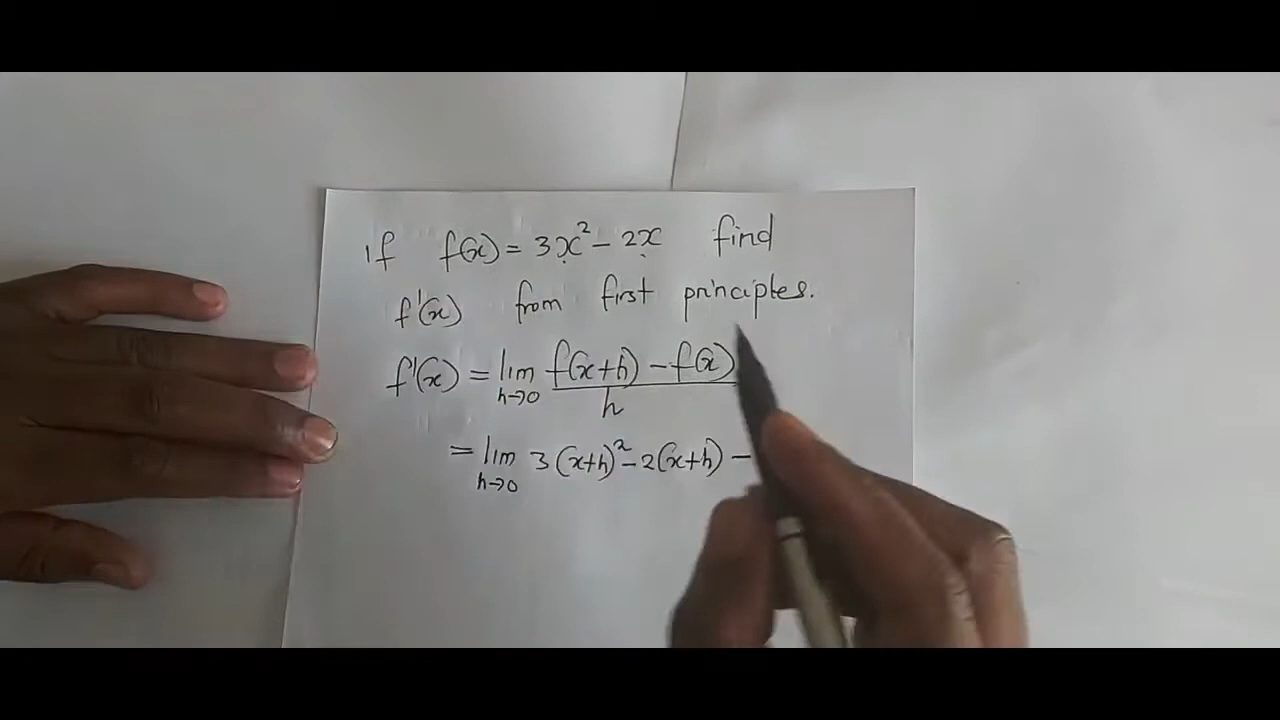 If f(x) = 3x² - 2x find
f'(x) from first principles.
f'(x) = lim f(x+h) - f(x)
h→0 h
= lim 3(x+h)² - 2(x+h) -
h→0